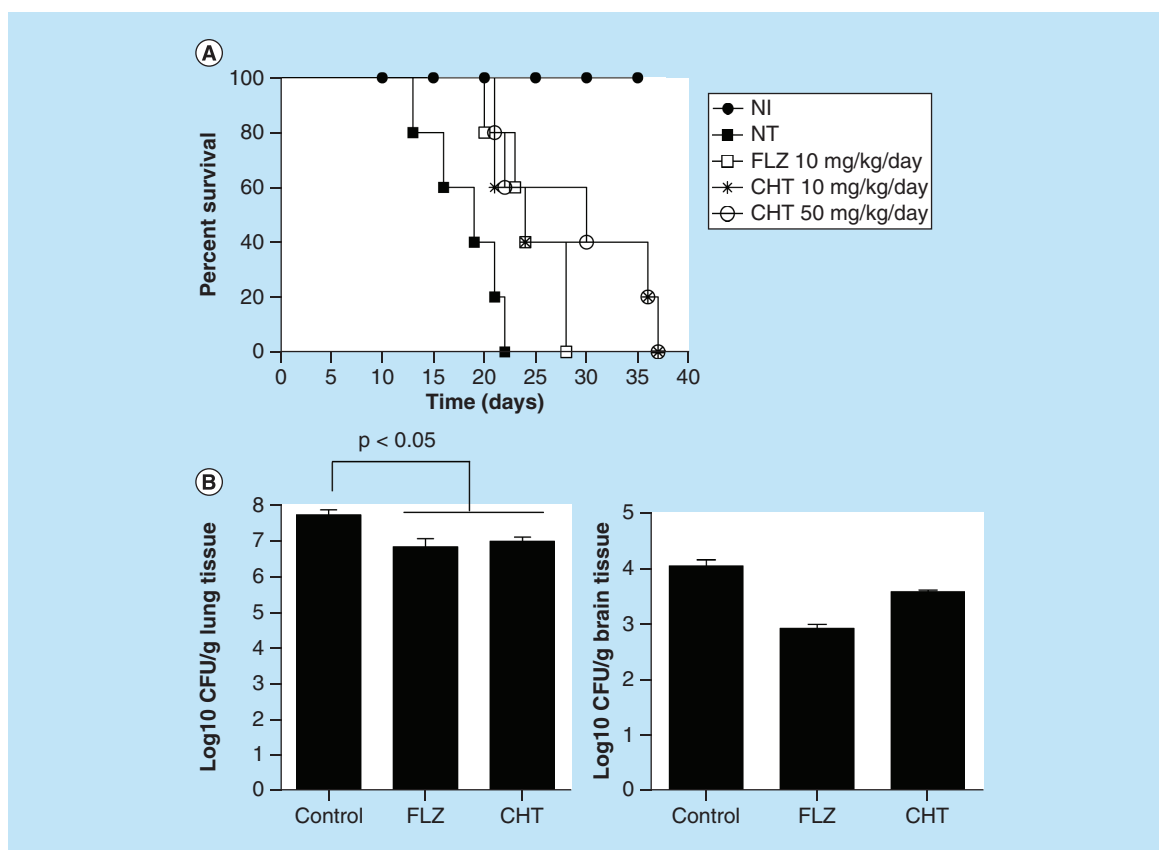 A
Percent survival
100
80
60
40
20
0
0 5 10 15 20 25 30 35 40
Time (days)
NI
NT
FLZ 10 mg/kg/day
CHT 10 mg/kg/day
CHT 50 mg/kg/day
B
p < 0.05
Log10 CFU/g lung tissue
8
7
6
5
4
3
2
1
0
Control FLZ CHT
Log10 CFU/g brain tissue
5
4
3
2
1
0
Control FLZ CHT